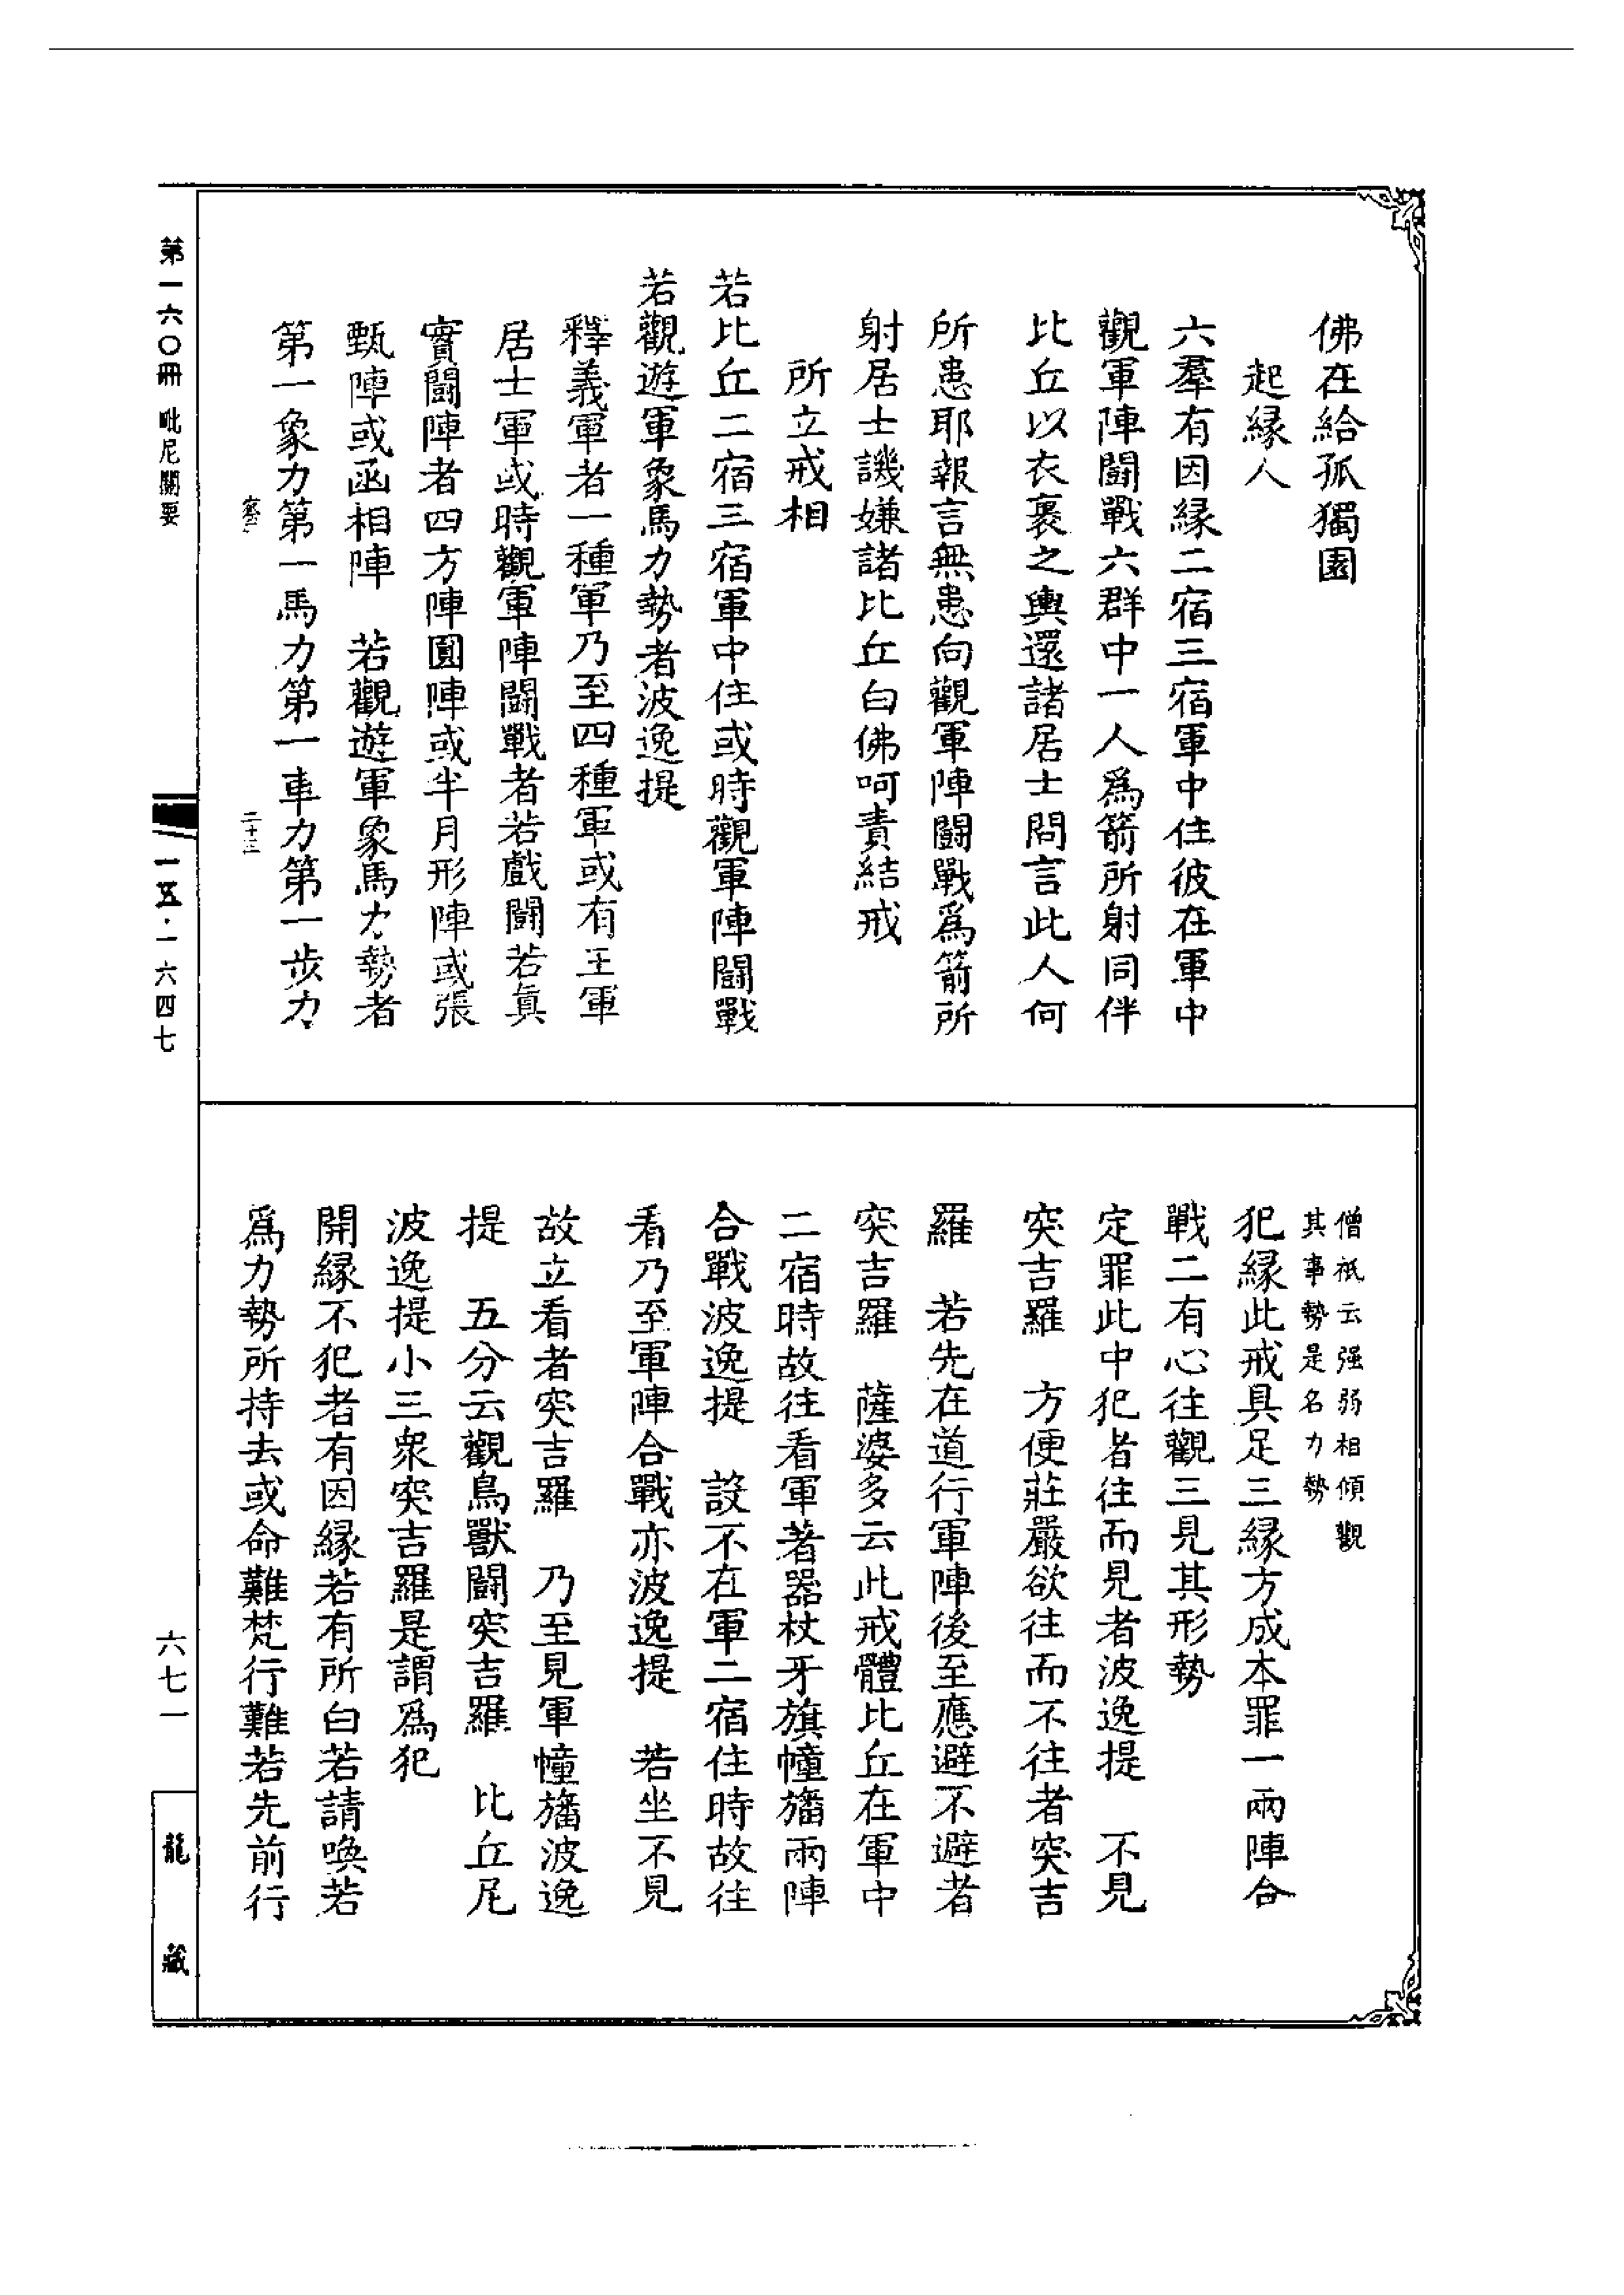 佛在給孤獨園
起緣人
六羣有因緣二宿三宿軍中住彼在軍中
觀軍陣鬬戰六群中一人爲箭所射同伴
比丘以衣裹之輿還諸居士問言此人何
所患耶報言無患向觀軍陣鬬戰爲箭所
射居士譏嫌諸比丘白佛呵責結戒
所立戒相
若比丘二宿三宿軍中住或時觀軍陣鬬戰
若觀遊軍象馬力勢者波逸提
釋義軍者一種軍乃至四種軍或有王軍
居士軍或時觀軍陣鬬戰者若戲鬬若真
實鬬陣者四方陣圓陣或半月形陣或張
甄陣或函相陣　若觀遊軍象馬力勢者
第一象力第一馬力第一車力第一步力
二十三
僧祇云强弱相傾觀
其事勢是名力勢
犯緣此戒具足三緣方成本罪一兩陣合
戰二有心往觀三見其形勢
定罪此中犯者往而見者波逸提　不見
突吉羅　方便莊嚴欲往而不往者突吉
羅　若先在道行軍陣後至應避不避者
突吉羅　薩婆多云此戒體比丘在軍中
二宿時故往看軍著器杖牙旗幢旛兩陣
合戰波逸提　設不在軍二宿住時故往
看乃至軍陣合戰亦波逸提　若坐不見
故立看者突吉羅　乃至見軍幢旛波逸
提　五分云觀鳥獸鬬突吉羅　比丘尼
波逸提小三衆突吉羅是謂爲犯
開緣不犯者有因緣若有所白若請喚若
爲力勢所持去或命難梵行難若先前行
第一六〇冊 毗尼關要
一五·一六四七
六七一
龍藏